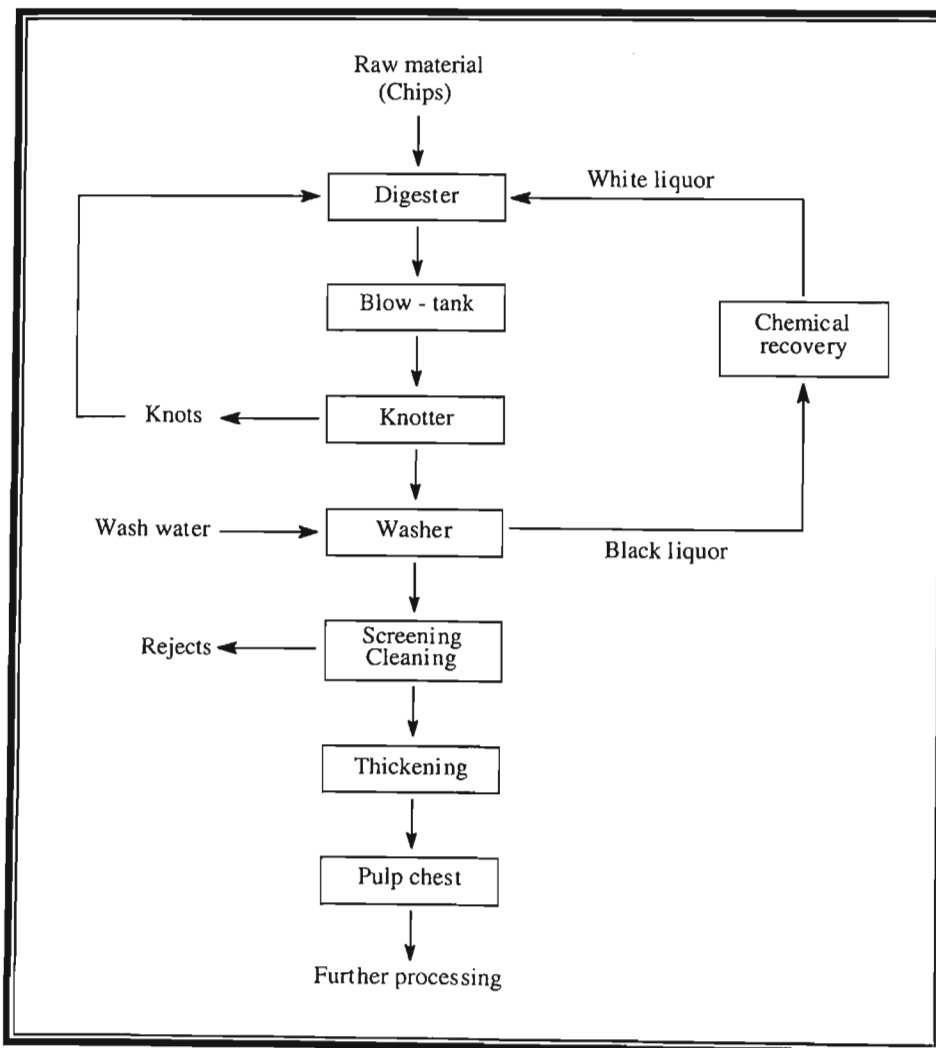 Raw material
(Chips)
White liquor
Digester
Blow - tank
Chemical
recovery
Knots
Knotter
Wash water
Washer
Black liquor
Rejects
Screening
Cleaning
Thickening
Pulp chest
Further processing